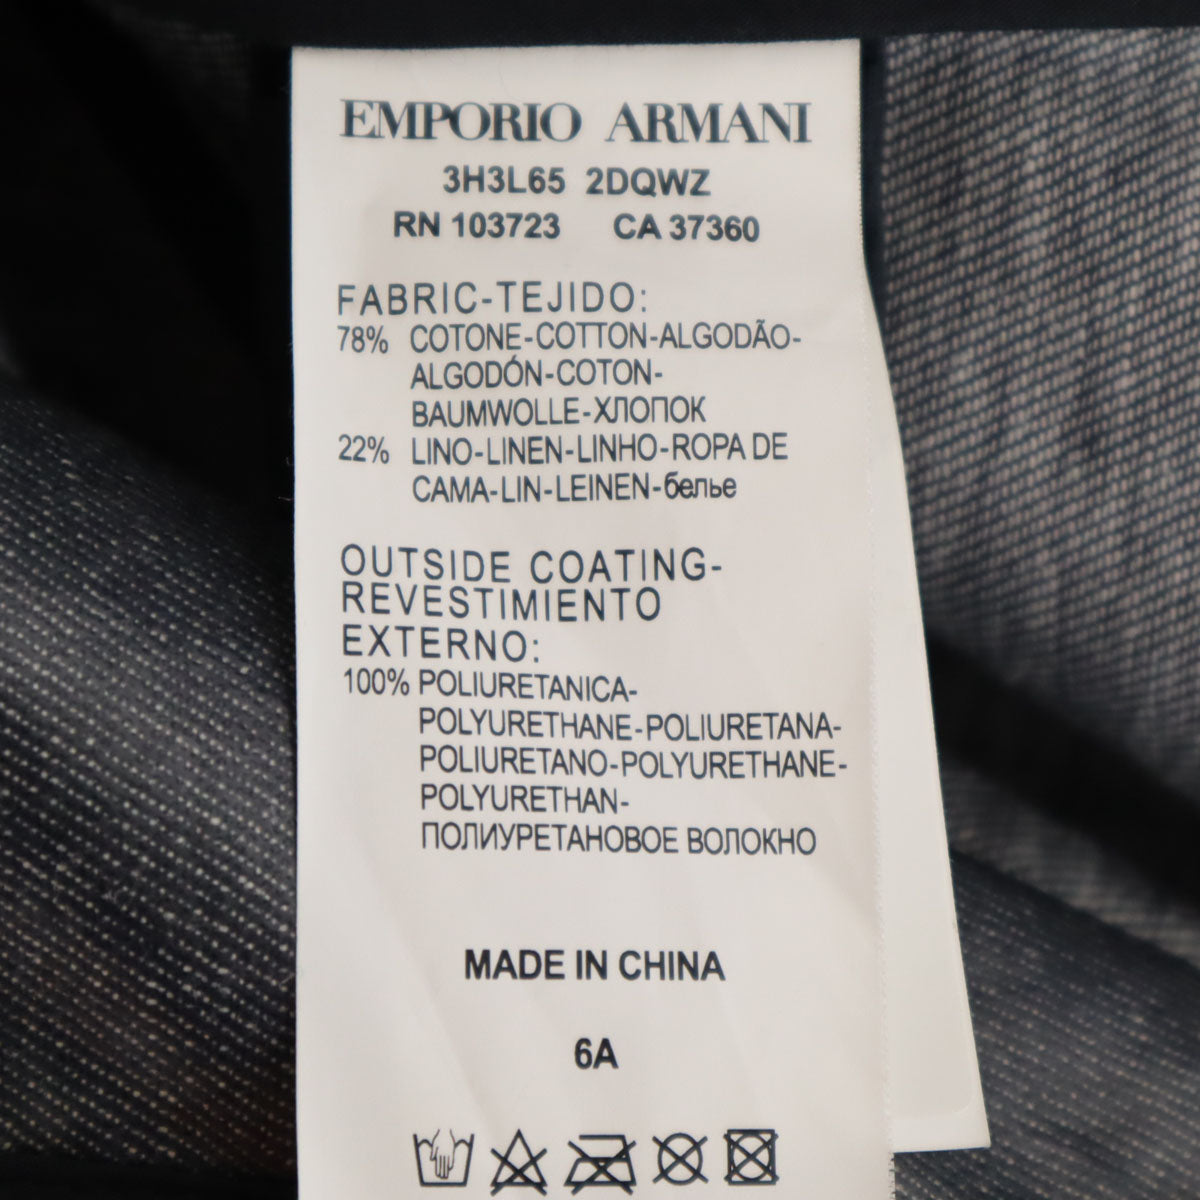 EMPORIO ARMANI
3H3L65 2DQWZ
RN 103723 CA 37360
FABRIC-TEJIDO:
78% COTONE-COTTON-ALGODÃO-
ALGODÓN-COTON-
BAUMWOLLE-ХЛОПОК
22% LINO-LINEN-LINHO-ROPA DE
CAMA-LIN-LEINEN-белье
OUTSIDE COATING-
REVESTIMIENTO
EXTERNO:
100% POLIURETANICA-
POLYURETHANE-POLIURETANA-
POLIURETANO-POLYURETHANE-
POLYURETHAN-
ПОЛИУРЕТАНОВОЕ ВОЛОКНО
MADE IN CHINA
6A